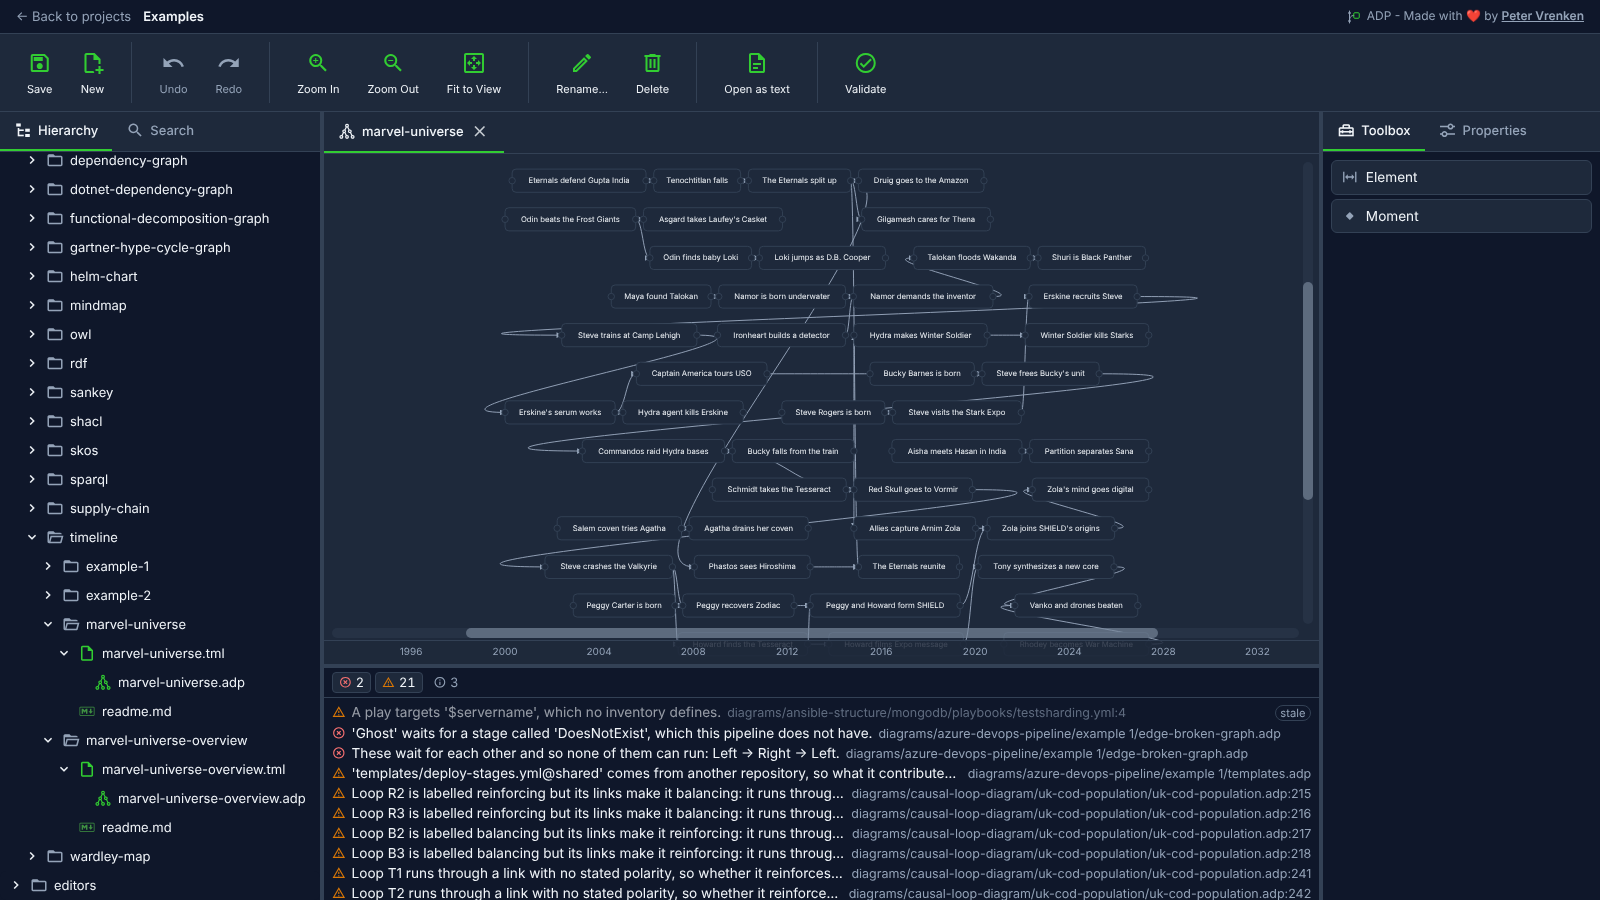 ← Back to projects
Examples
ADP - Made with ❤️ by Peter Vrenken
Save
New
Undo
Redo
Zoom In
Zoom Out
Fit to View
Rename...
Delete
Open as text
Validate
Hierarchy
Search
dependency-graph
dotnet-dependency-graph
functional-decomposition-graph
gartner-hype-cycle-graph
helm-chart
mindmap
owl
rdf
sankey
shacl
skos
sparql
supply-chain
timeline
example-1
example-2
marvel-universe
marvel-universe.tml
marvel-universe.adp
readme.md
marvel-universe-overview
marvel-universe-overview.tml
marvel-universe-overview.adp
readme.md
wardley-map
editors
marvel-universe
Eternals defend Gupta India
Tenochtitlan falls
The Eternals split up
Druig goes to the Amazon
Odin beats the Frost Giants
Asgard takes Laufey's Casket
Gilgamesh cares for Thena
Odin finds baby Loki
Loki jumps as D.B. Cooper
Talokan floods Wakanda
Shuri is Black Panther
Maya found Talokan
Namor is born underwater
Namor demands the inventor
Erskine recruits Steve
Steve trains at Camp Lehigh
Ironheart builds a detector
Hydra makes Winter Soldier
Winter Soldier kills Starks
Captain America tours USO
Bucky Barnes is born
Steve frees Bucky's unit
Erskine's serum works
Hydra agent kills Erskine
Steve Rogers is born
Steve visits the Stark Expo
Commandos raid Hydra bases
Bucky falls from the train
Aisha meets Hasan in India
Partition separates Sana
Schmidt takes the Tesseract
Red Skull goes to Vormir
Zola's mind goes digital
Salem coven tries Agatha
Agatha drains her coven
Allies capture Arnim Zola
Zola joins SHIELD's origins
Steve crashes the Valkyrie
Phastos sees Hiroshima
The Eternals reunite
Tony synthesizes a new core
Peggy Carter is born
Peggy recovers Zodiac
Peggy and Howard form SHIELD
Vanko and drones beaten
Howard finds the Tesseract
Howard films Expo message
Rhodey becomes War Machine
1996
2000
2004
2008
2012
2016
2020
2024
2028
2032
2
21
3
A play targets '$servername', which no inventory defines. diagrams/ansible-structure/mongodb/playbooks/testsharding.yml:4 stale
'Ghost' waits for a stage called 'DoesNotExist', which this pipeline does not have. diagrams/azure-devops-pipeline/example 1/edge-broken-graph.adp
These wait for each other and so none of them can run: Left → Right → Left. diagrams/azure-devops-pipeline/example 1/edge-broken-graph.adp
'templates/deploy-stages.yml@shared' comes from another repository, so what it contribute... diagrams/azure-devops-pipeline/example 1/templates.adp
Loop R2 is labelled reinforcing but its links make it balancing: it runs throug... diagrams/causal-loop-diagram/uk-cod-population/uk-cod-population.adp:215
Loop R3 is labelled reinforcing but its links make it balancing: it runs throug... diagrams/causal-loop-diagram/uk-cod-population/uk-cod-population.adp:216
Loop B2 is labelled balancing but its links make it reinforcing: it runs throug... diagrams/causal-loop-diagram/uk-cod-population/uk-cod-population.adp:217
Loop B3 is labelled balancing but its links make it reinforcing: it runs throug... diagrams/causal-loop-diagram/uk-cod-population/uk-cod-population.adp:218
Loop T1 runs through a link with no stated polarity, so whether it reinforces... diagrams/causal-loop-diagram/uk-cod-population/uk-cod-population.adp:241
Loop T2 runs through a link with no stated polarity, so whether it reinforce... diagrams/causal-loop-diagram/uk-cod-population/uk-cod-population.adp:242
Toolbox
Properties
Element
Moment